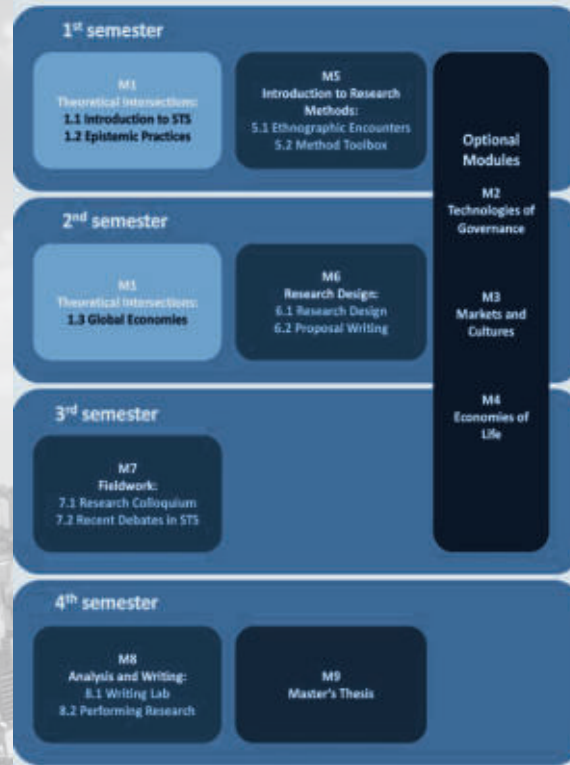 1st semester
M1
Theoretical Intersections:
1.1 Introduction to STS
1.2 Epistemic Practices
M5
Introduction to Research
Methods:
5.1 Ethnographic Encounters
5.2 Method Toolbox
Optional
Modules
M2
Technologies of
Governance
M3
Markets and
Cultures
M4
Economies of
Life
2nd semester
M1
Theoretical Intersections:
1.3 Global Economies
M6
Research Design:
6.1 Research Design
6.2 Proposal Writing
3rd semester
M7
Fieldwork:
7.1 Research Colloquium
7.2 Recent Debates in STS
4th semester
M8
Analysis and Writing:
8.1 Writing Lab
8.2 Performing Research
M9
Master's Thesis